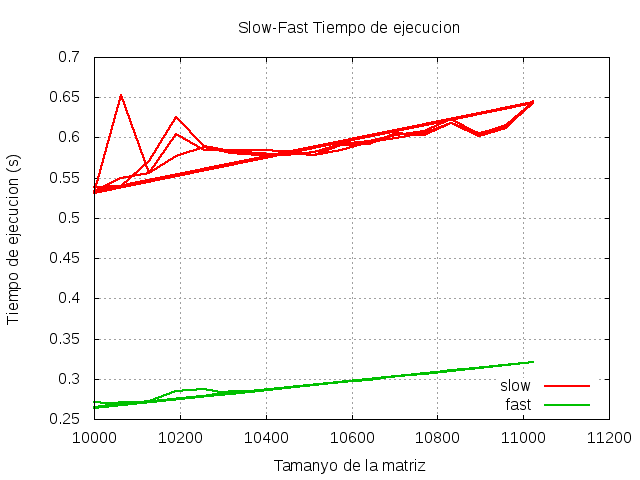 Slow-Fast Tiempo de ejecucion
Tiempo de ejecucion (s)
0.7
0.65
0.6
0.55
0.5
0.45
0.4
0.35
0.3
0.25
slow
fast
10000 10200 10400 10600 10800 11000 11200
Tamanyo de la matriz